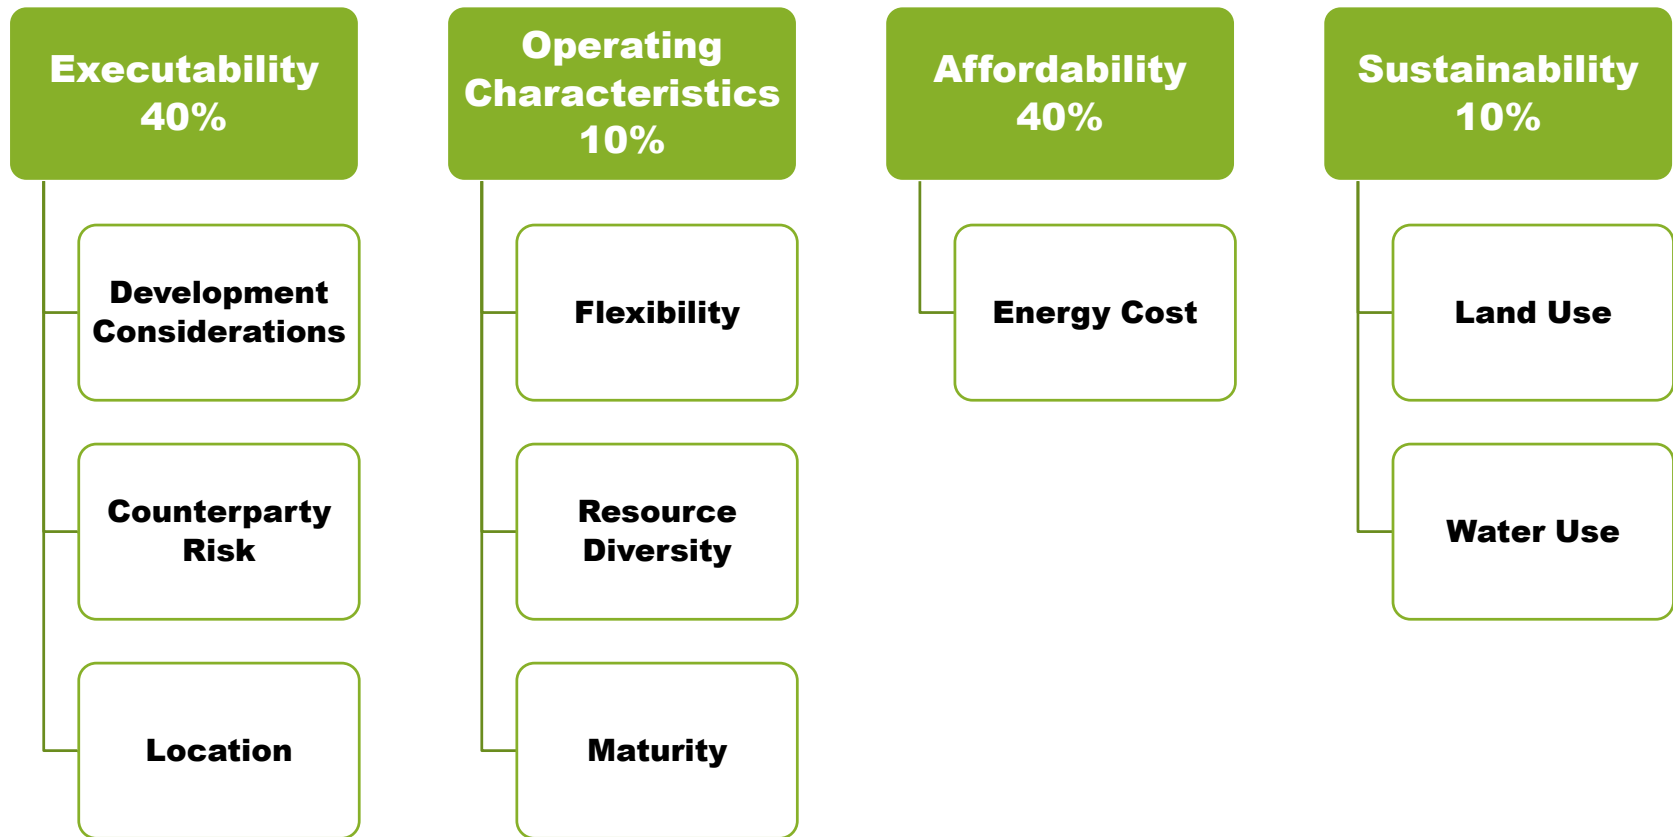 Executability
40%
Development
Considerations
Counterparty
Risk
Location
Operating
Characteristics
10%
Flexibility
Resource
Diversity
Maturity
Affordability
40%
Energy Cost
Sustainability
10%
Land Use
Water Use